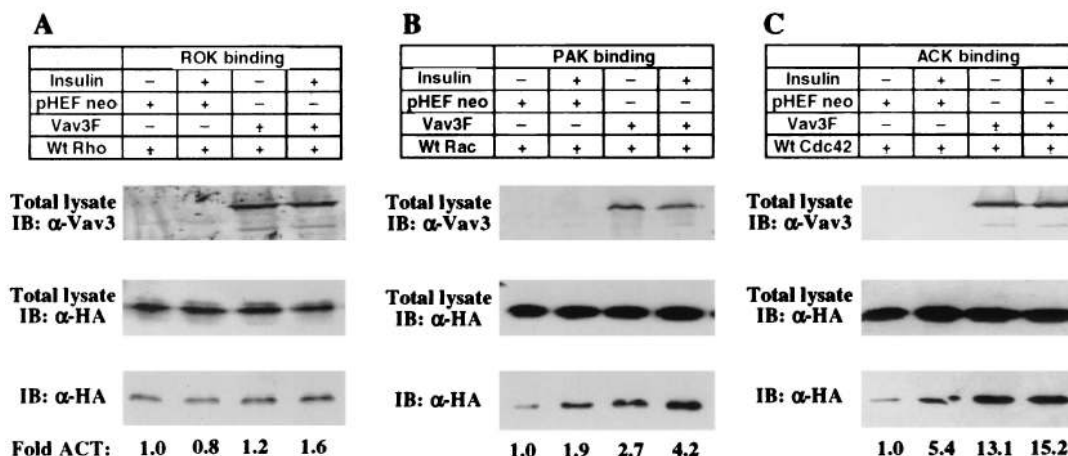 A
ROK binding
Insulin – + – +
pHEF neo + + – –
Vav3F – – + +
Wt Rho + + + +
Total lysate
IB: α-Vav3
Total lysate
IB: α-HA
IB: α-HA
Fold ACT: 1.0 0.8 1.2 1.6
B
PAK binding
Insulin – + – +
pHEF neo + + – –
Vav3F – – + +
Wt Rac + + + +
Total lysate
IB: α-Vav3
Total lysate
IB: α-HA
IB: α-HA
1.0 1.9 2.7 4.2
C
ACK binding
Insulin – + – +
pHEF neo + + – –
Vav3F – – + +
Wt Cdc42 + + + +
Total lysate
IB: α-Vav3
Total lysate
IB: α-HA
IB: α-HA
1.0 5.4 13.1 15.2